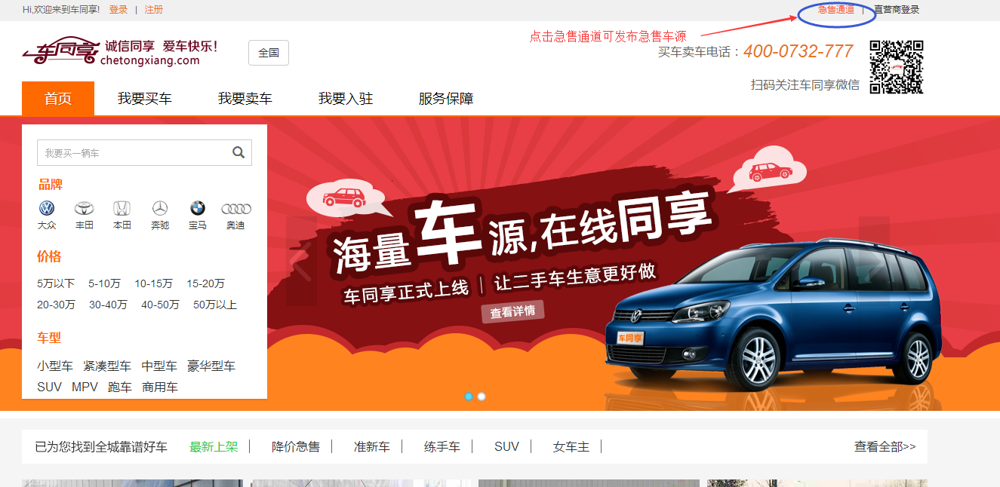 Hi,欢迎来到车同享! 登录 | 注册
急售通道 | 直营商登录
点击急售通道可发布急售车源
车同享 诚信同享 爱车快乐!
chetongxiang.com
全国
买车卖车电话：400-0732-777
扫码关注车同享微信
首页 我要买车 我要卖车 我要入驻 服务保障
我要买一辆车
品牌
大众 丰田 本田 奔驰 宝马 奥迪
价格
5万以下 5-10万 10-15万 15-20万
20-30万 30-40万 40-50万 50万以上
车型
小型车 紧凑型车 中型车 豪华型车
SUV MPV 跑车 商用车
海量车源,在线同享
车同享正式上线 | 让二手车生意更好做
查看详情
车同享
已为您找到全城靠谱好车 最新上架 | 降价急售 | 准新车 | 练手车 | SUV | 女车主 | 查看全部>>